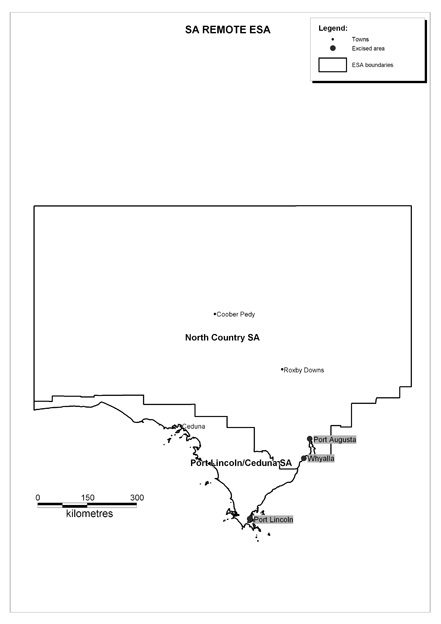 SA REMOTE ESA
Legend:
Towns
Excised area
ESA boundaries
Coober Pedy
North Country SA
Roxby Downs
Ceduna
Port Augusta
Port Lincoln/Ceduna SA
Whyalla
0 150 300
kilometres
Port Lincoln